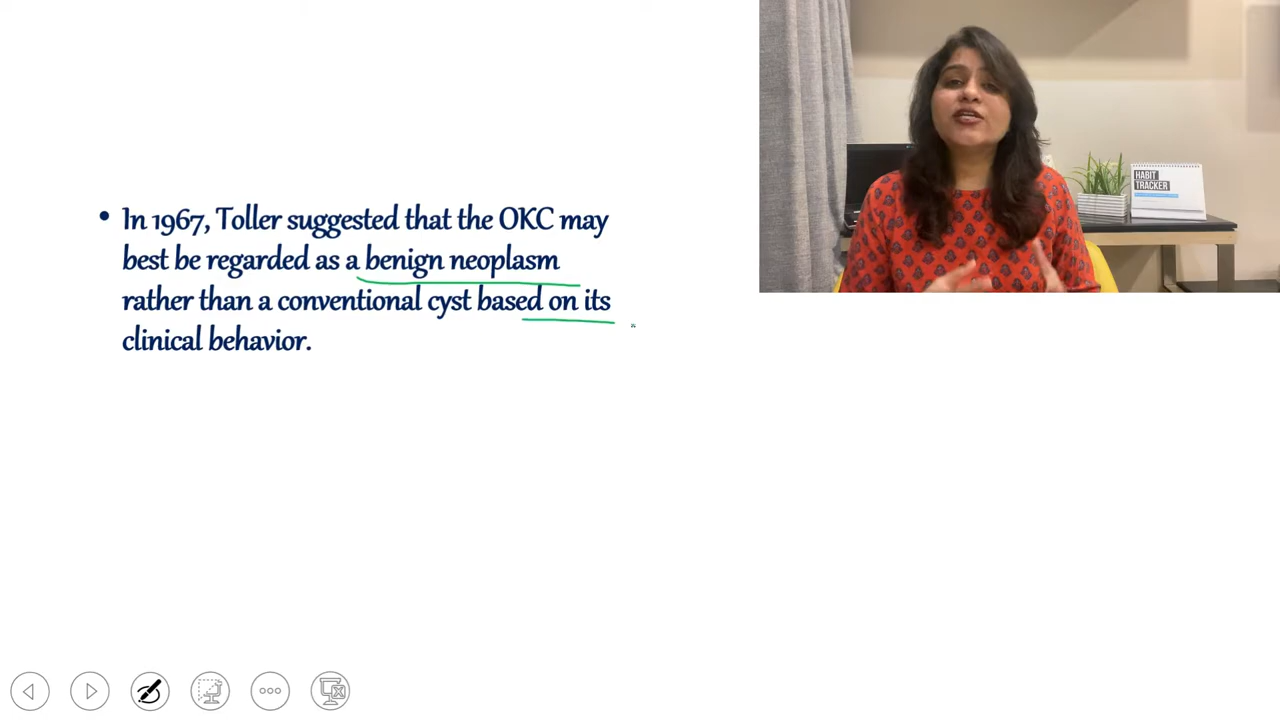 • In 1967, Toller suggested that the OKC may
best be regarded as a benign neoplasm
rather than a conventional cyst based on its
clinical behavior.
HABIT
TRACKER